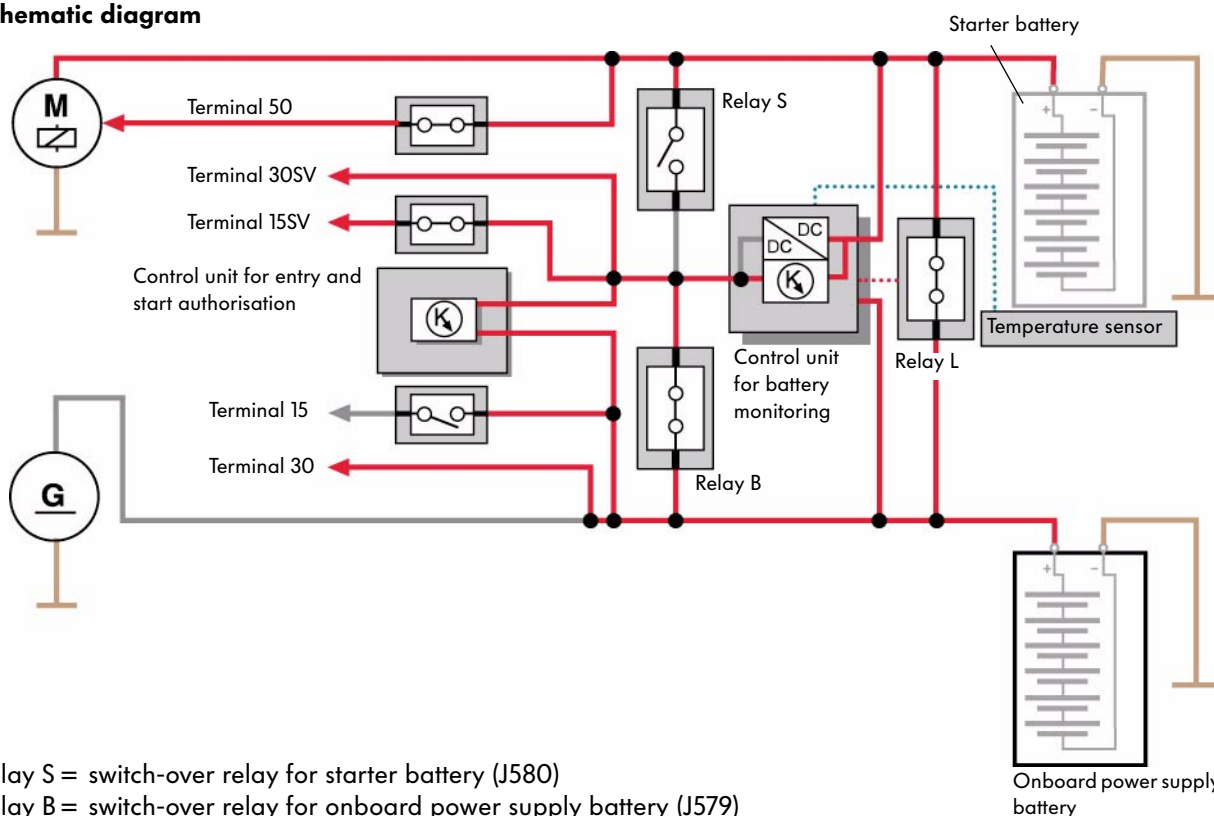 hematic diagram
Starter battery
M
Terminal 50
Relay S
+ -
Terminal 30SV
Terminal 15SV
DC
DC
Control unit for entry and
start authorisation
K
K
Temperature sensor
Control unit
for battery
monitoring
Relay L
Terminal 15
Terminal 30
Relay B
G
+ -
lay S = switch-over relay for starter battery (J580)
lay B = switch-over relay for onboard power supply battery (J579)
Onboard power supply
battery